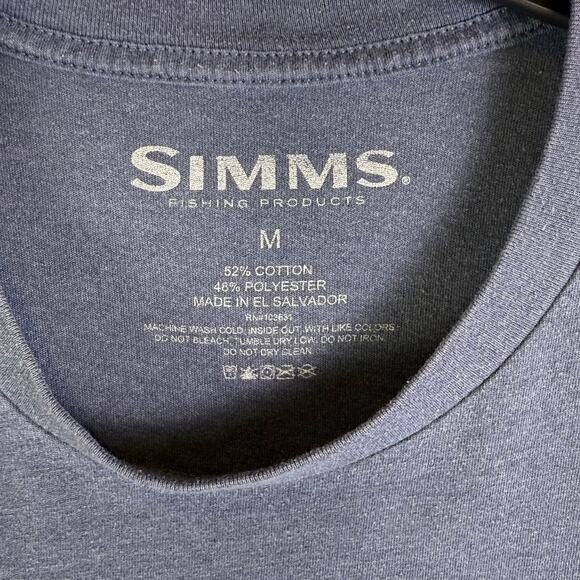 SIMMS®
FISHING PRODUCTS
M
52% COTTON
48% POLYESTER
MADE IN EL SALVADOR
MACHINE WASH COLD, INSIDE OUT, WITH LIKE COLORS
DO NOT BLEACH, TUMBLE DRY LOW. DO NOT IRON.
DO NOT DRY CLEAN